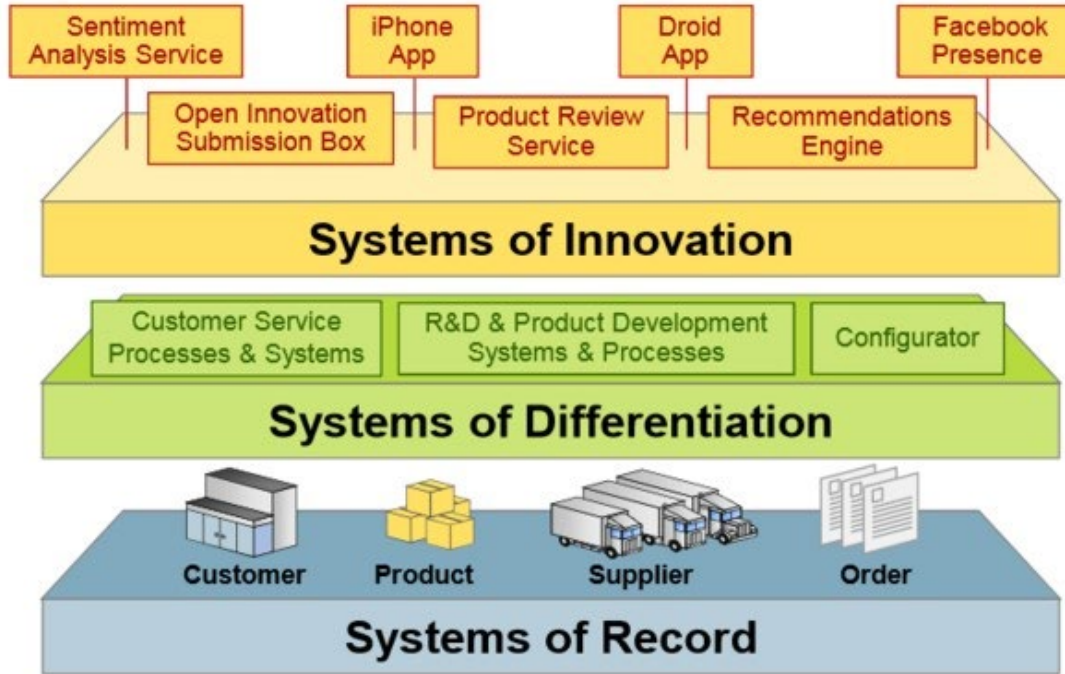 Sentiment
Analysis Service
iPhone
App
Droid
App
Facebook
Presence
Open Innovation
Submission Box
Product Review
Service
Recommendations
Engine
Systems of Innovation
Customer Service
Processes & Systems
R&D & Product Development
Systems & Processes
Configurator
Systems of Differentiation
Customer
Product
Supplier
Order
Systems of Record